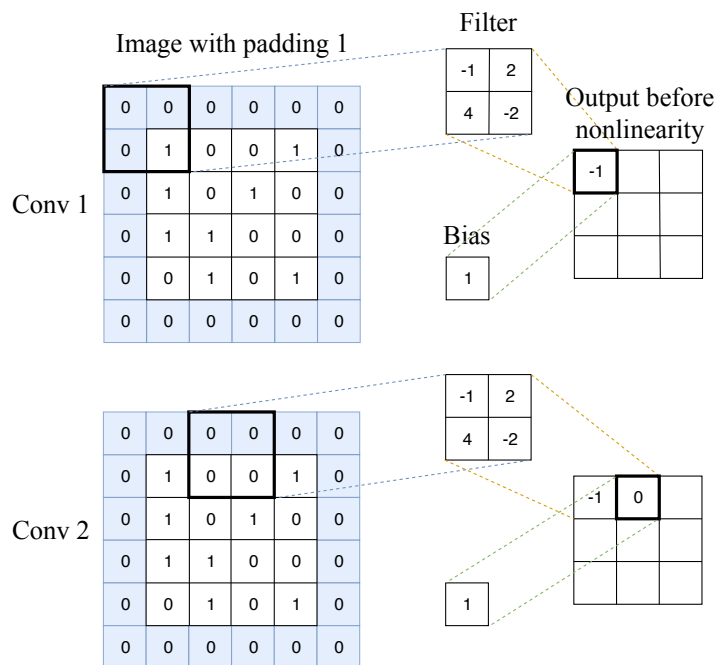 Image with padding 1
Filter
Output before
nonlinearity
Conv 1
0 0 0 0 0 0
0 1 0 0 1 0
0 1 0 1 0 0
0 1 1 0 0 0
0 0 1 0 1 0
0 0 0 0 0 0
-1 2
4 -2
Bias
1
-1
Conv 2
0 0 0 0 0 0
0 1 0 0 1 0
0 1 0 1 0 0
0 1 1 0 0 0
0 0 1 0 1 0
0 0 0 0 0 0
-1 2
4 -2
1
-1 0